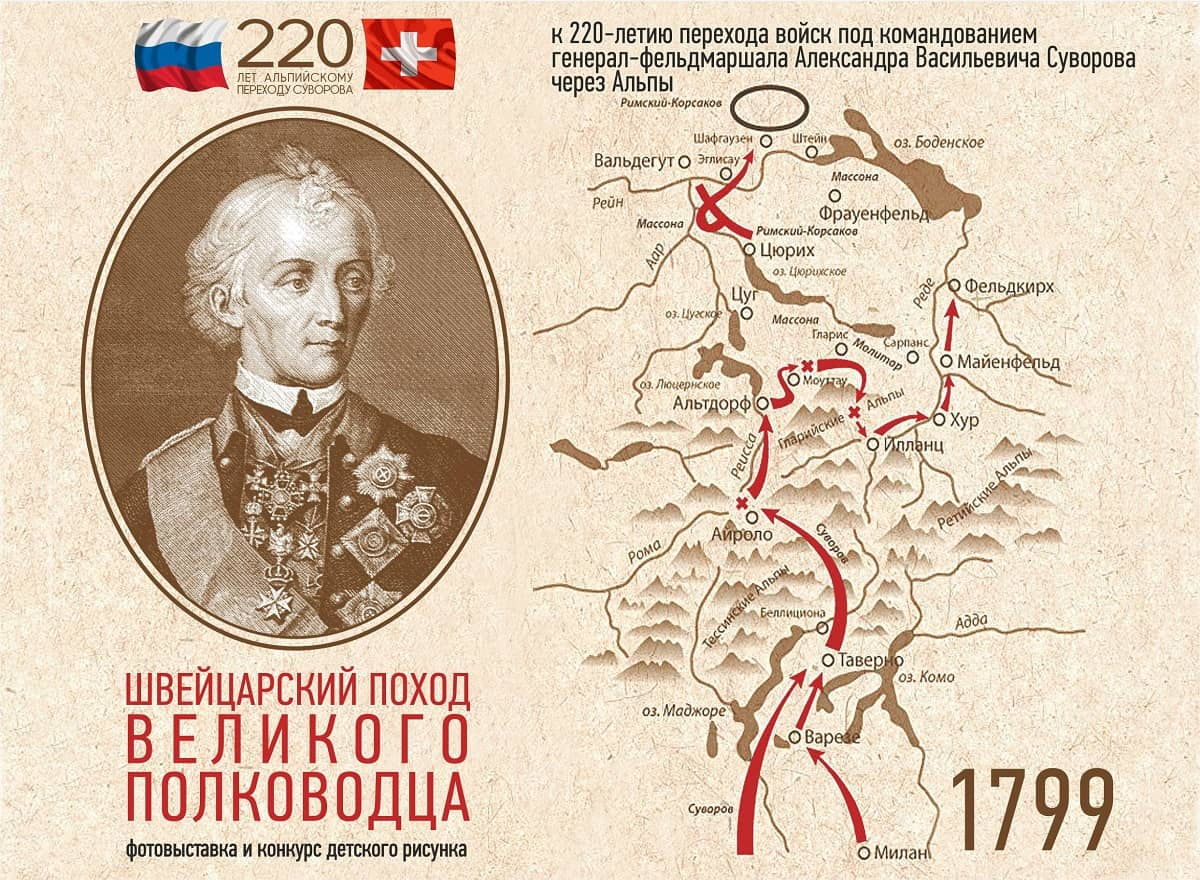 220
ЛЕТ АЛЬПИЙСКОМУ
ПЕРЕХОДУ СУВОРОВА
к 220-летию перехода войск под командованием
генерал-фельдмаршала Александра Васильевича Суворова
через Альпы
Римский-Корсаков
Шафгаузен
Штейн
оз. Боденское
Вальдегут
Эглисау
Массона
Рейн
Фрауенфельд
Массона
Римский-Корсаков
Аар
Цюрих
оз. Цюрихское
Реде
Фельдкирх
Цуг
оз. Цугское
Массона
Гларис
Молитор
Сарпанс
Майенфельд
оз. Люцернское
Моуттау
Альтдорф
Гларийские Альпы
Хур
Реисса
Илланц
Ретийские Альпы
Айроло
Суворов
Рома
Тессинские Альпы
Беллициона
Адда
Таверно
оз. Комо
оз. Маджоре
Варезе
Суворов
Милан
1799
ШВЕЙЦАРСКИЙ ПОХОД
ВЕЛИКОГО
ПОЛКОВОДЦА
фотовыставка и конкурс детского рисунка